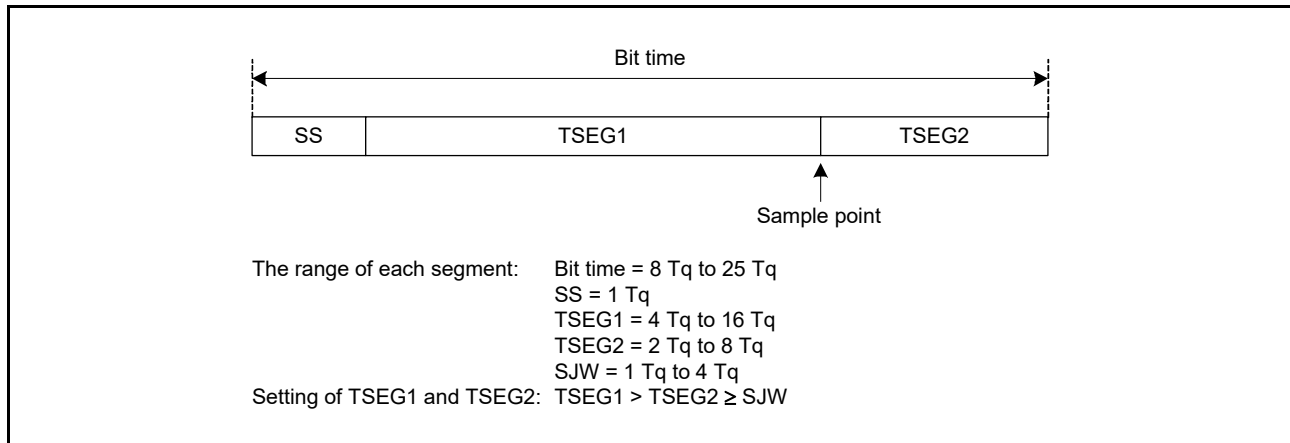 Bit time
SS TSEG1 TSEG2
Sample point
The range of each segment: Bit time = 8 Tq to 25 Tq
SS = 1 Tq
TSEG1 = 4 Tq to 16 Tq
TSEG2 = 2 Tq to 8 Tq
SJW = 1 Tq to 4 Tq
Setting of TSEG1 and TSEG2: TSEG1 > TSEG2 ≥ SJW